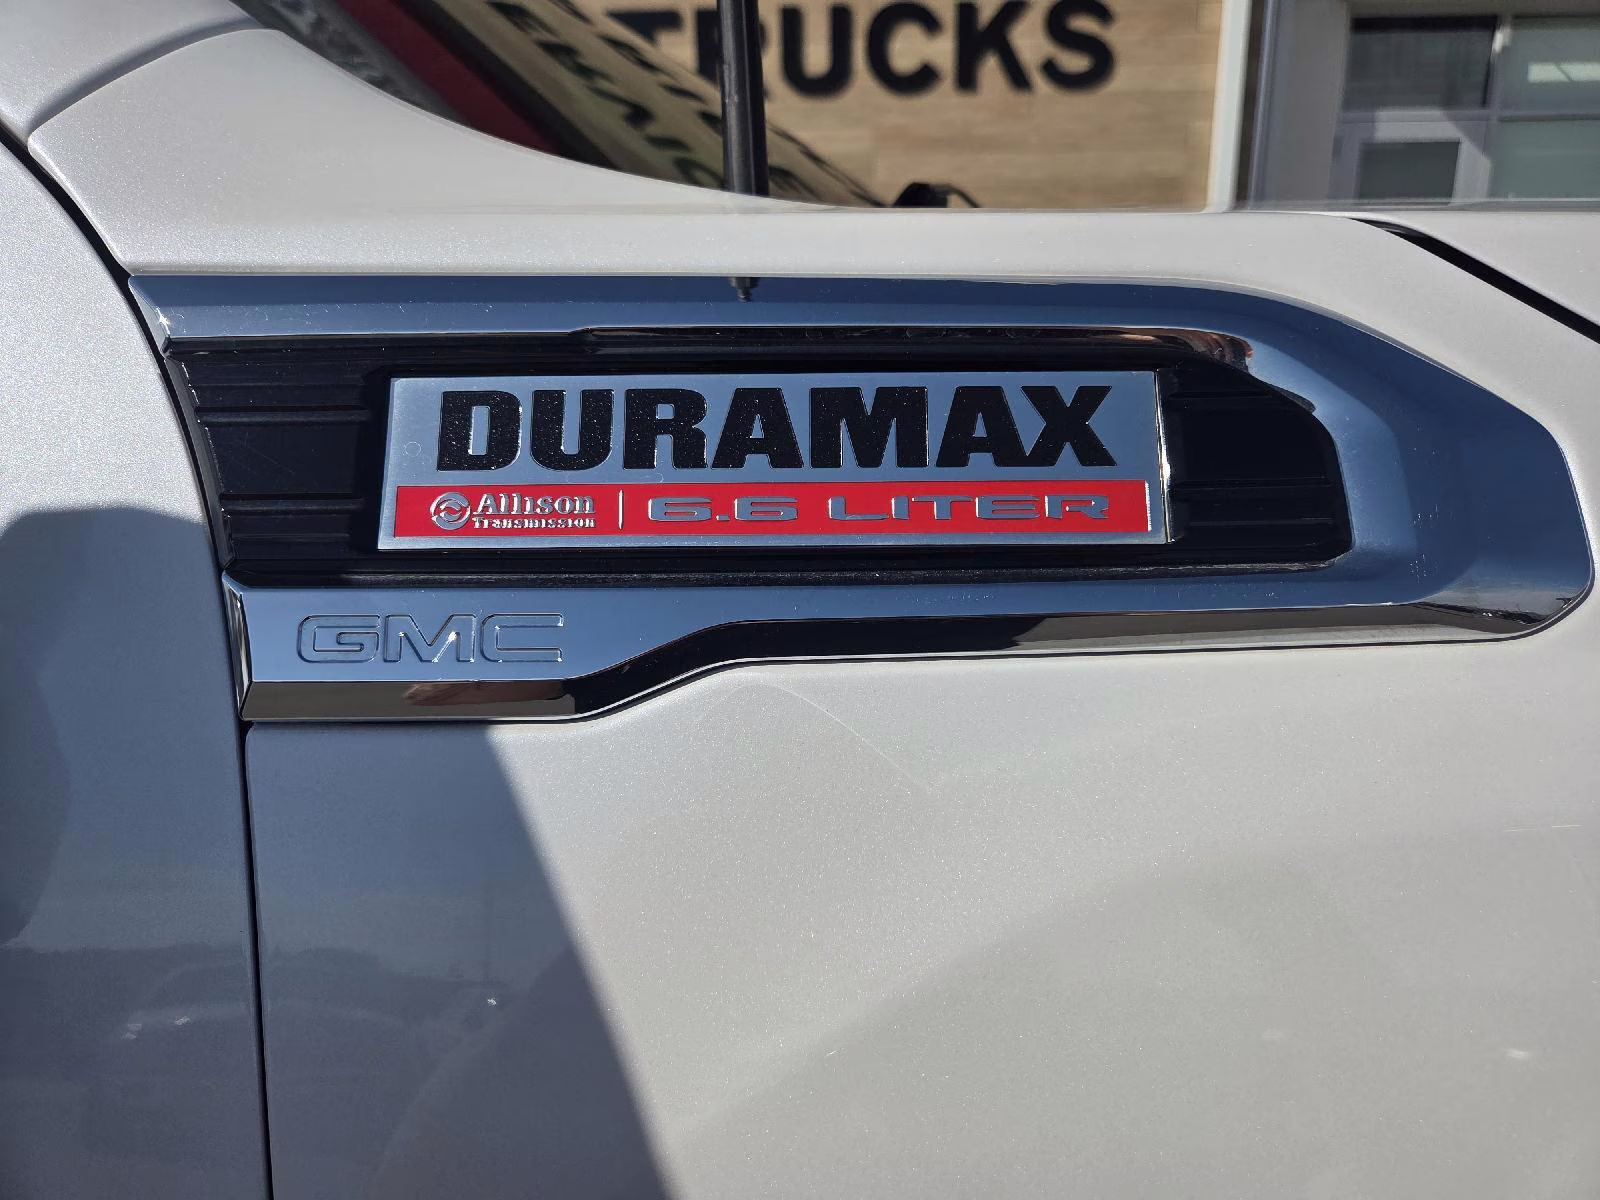 TRUCKS
DURAMAX
Allison
Transmission
6.6 LITER
GMC